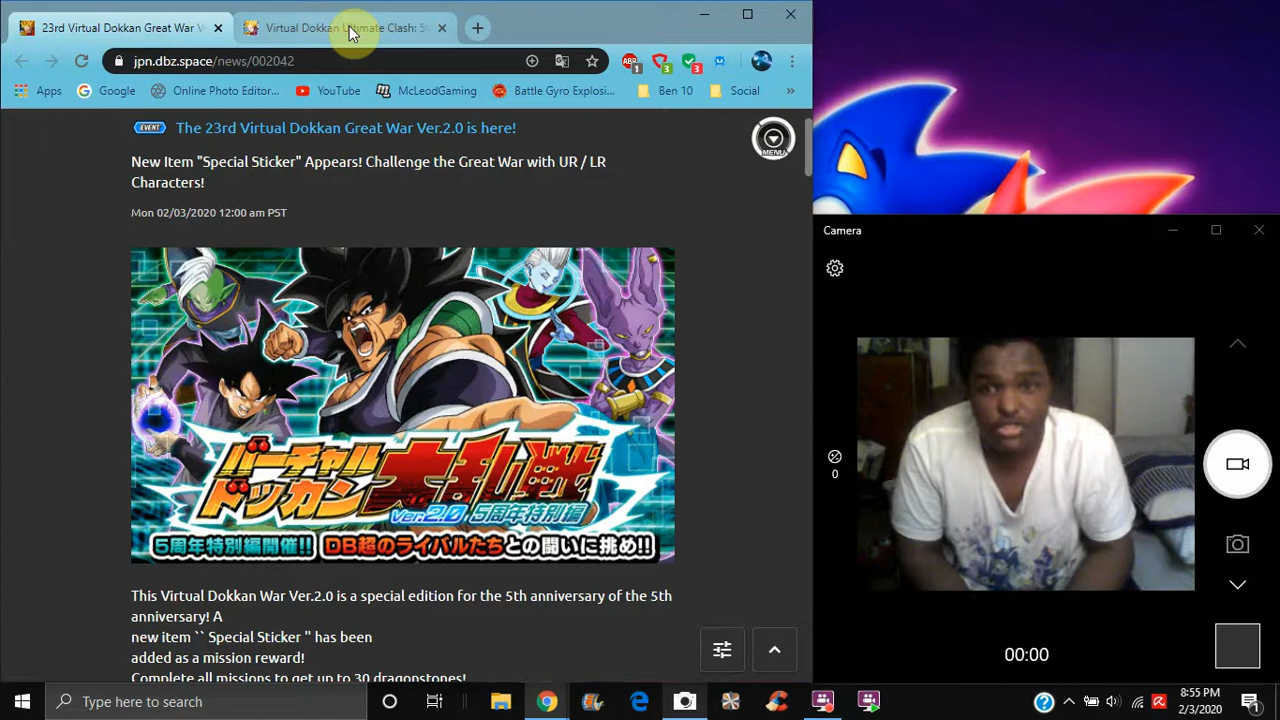 23rd Virtual Dokkan Great War V
Virtual Dokkan Ultimate Clash: 5
jpn.dbz.space/news/002042
ABP 1 3 3
Apps Google Online Photo Editor... YouTube McLeodGaming Battle Gyro Explosi... Ben 10 Social »
EVENT The 23rd Virtual Dokkan Great War Ver.2.0 is here!
MENU
New Item "Special Sticker" Appears! Challenge the Great War with UR / LR
Characters!
Mon 02/03/2020 12:00 am PST
バーチャル
ドッカン
大乱戦
Ver.2.0 5周年特別編
5周年特別編開催!! DB超のライバルたちとの闘いに挑め!!
This Virtual Dokkan War Ver.2.0 is a special edition for the 5th anniversary of the 5th
anniversary! A
new item `` Special Sticker '' has been
added as a mission reward!
Complete all missions to get up to 30 dragonstones!
Camera
0
00:00
Type here to search
8:55 PM
2/3/2020
1